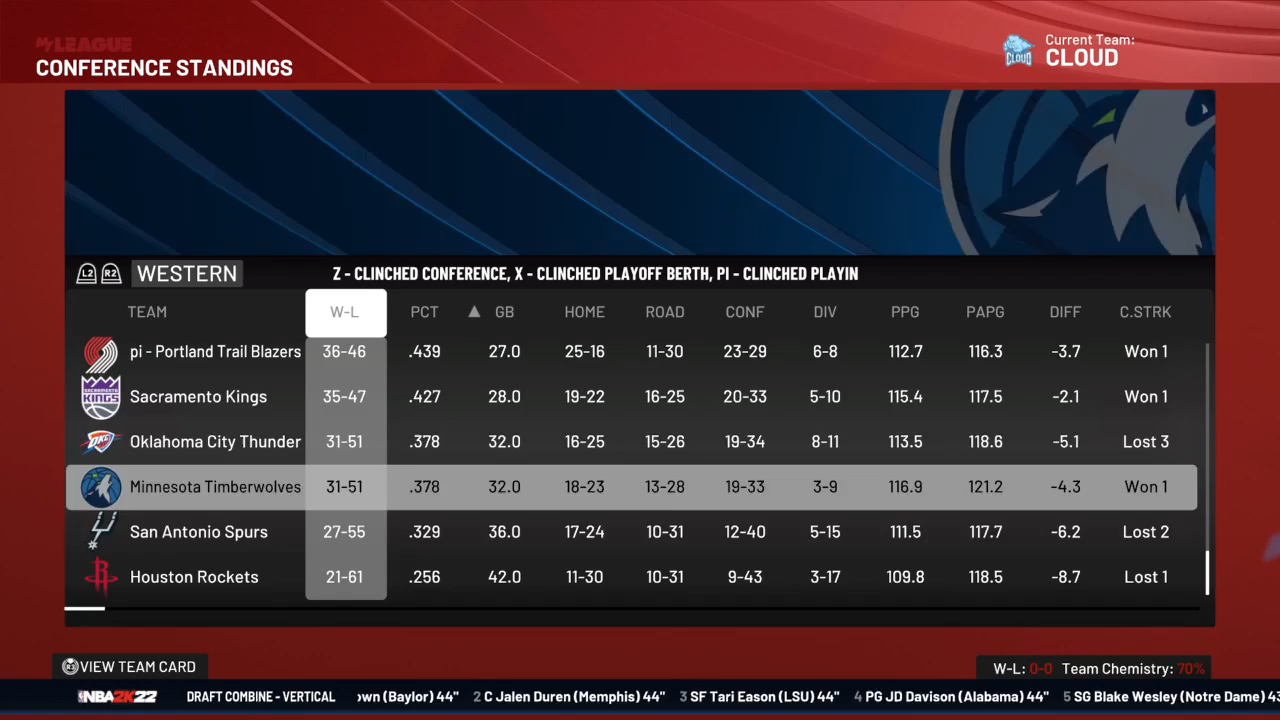 MyLEAGUE
CONFERENCE STANDINGS
Current Team:
CLOUD
CLOUD
L2 R2 WESTERN Z - CLINCHED CONFERENCE, X - CLINCHED PLAYOFF BERTH, PI - CLINCHED PLAYIN
TEAM W-L PCT ▲ GB HOME ROAD CONF DIV PPG PAPG DIFF C.STRK
pi - Portland Trail Blazers 36-46 .439 27.0 25-16 11-30 23-29 6-8 112.7 116.3 -3.7 Won 1
SACRAMENTO KINGS Sacramento Kings 35-47 .427 28.0 19-22 16-25 20-33 5-10 115.4 117.5 -2.1 Won 1
OKC Oklahoma City Thunder 31-51 .378 32.0 16-25 15-26 19-34 8-11 113.5 118.6 -5.1 Lost 3
Minnesota Timberwolves 31-51 .378 32.0 18-23 13-28 19-33 3-9 116.9 121.2 -4.3 Won 1
San Antonio Spurs 27-55 .329 36.0 17-24 10-31 12-40 5-15 111.5 117.7 -6.2 Lost 2
Houston Rockets 21-61 .256 42.0 11-30 10-31 9-43 3-17 109.8 118.5 -8.7 Lost 1
R3 VIEW TEAM CARD
W-L: 0-0 Team Chemistry: 70%
NBA2K22 DRAFT COMBINE - VERTICAL own (Baylor) 44" 2 C Jalen Duren (Memphis) 44" 3 SF Tari Eason (LSU) 44" 4 PG JD Davison (Alabama) 44" 5 SG Blake Wesley (Notre Dame) 43